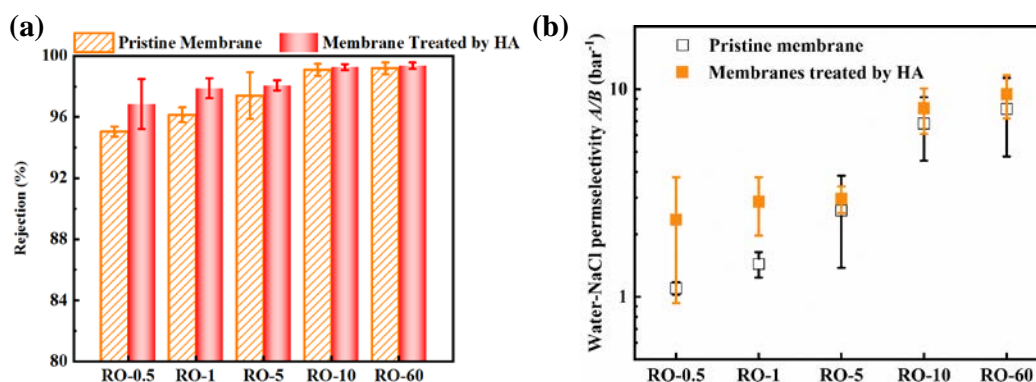 (a)
Pristine Membrane
Membrane Treated by HA
Rejection (%)
100
96
92
88
84
80
RO-0.5
RO-1
RO-5
RO-10
RO-60
(b)
Pristine membrane
Membranes treated by HA
Water-NaCl permselectivity A/B (bar-1)
10
1
RO-0.5
RO-1
RO-5
RO-10
RO-60